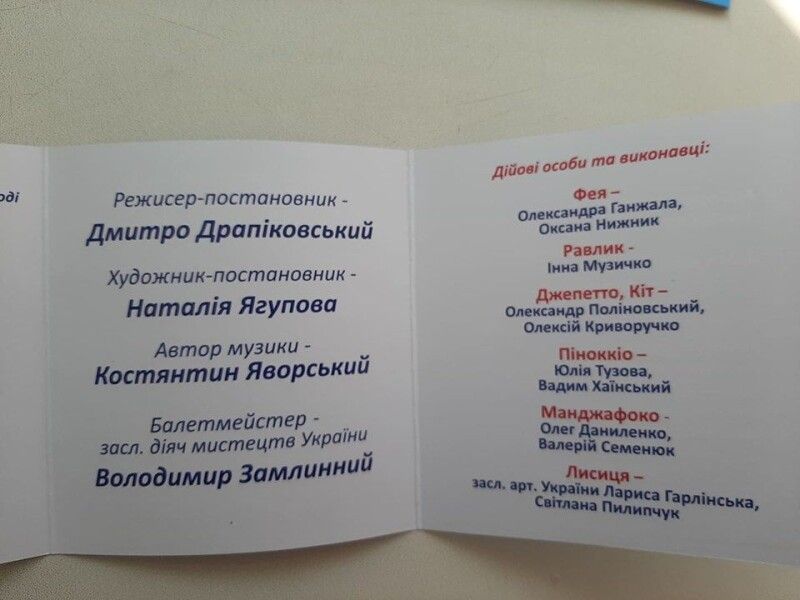 оді
Режисер-постановник -
Дмитро Драпіковський
Художник-постановник -
Наталія Ягупова
Автор музики -
Костянтин Яворський
Балетмейстер -
засл. діяч мистецтв України
Володимир Замлинний
Дійові особи та виконавці:
Фея –
Олександра Ганжала,
Оксана Нижник
Равлик -
Інна Музичко
Джепетто, Кіт –
Олександр Поліновський,
Олексій Криворучко
Піноккіо –
Юлія Тузова,
Вадим Хаїнський
Манджафоко -
Олег Даниленко,
Валерій Семенюк
Лисиця –
засл. арт. України Лариса Гарлінська,
Світлана Пилипчук